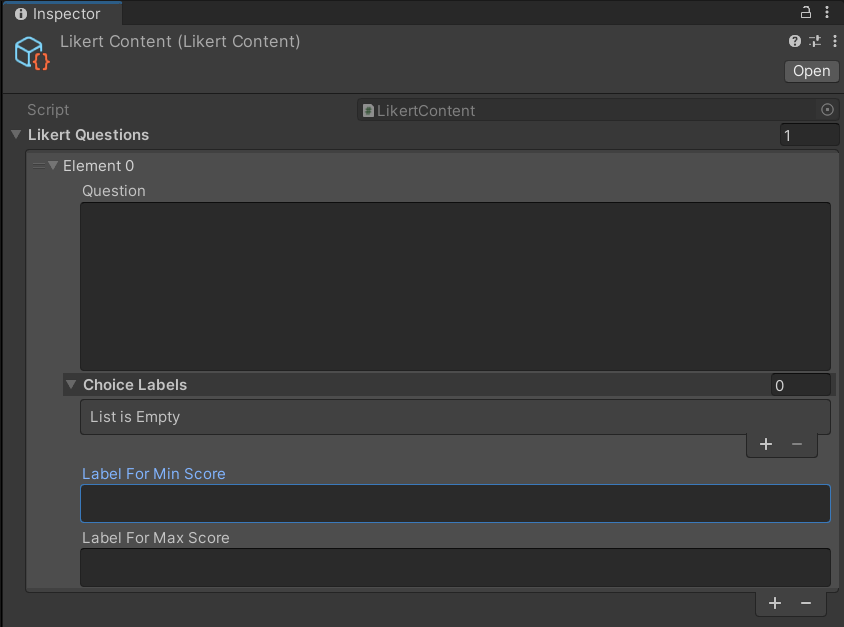 Inspector
Likert Content (Likert Content)
Open
Script LikertContent
Likert Questions 1
Element 0
Question
Choice Labels 0
List is Empty
Label For Min Score
Label For Max Score